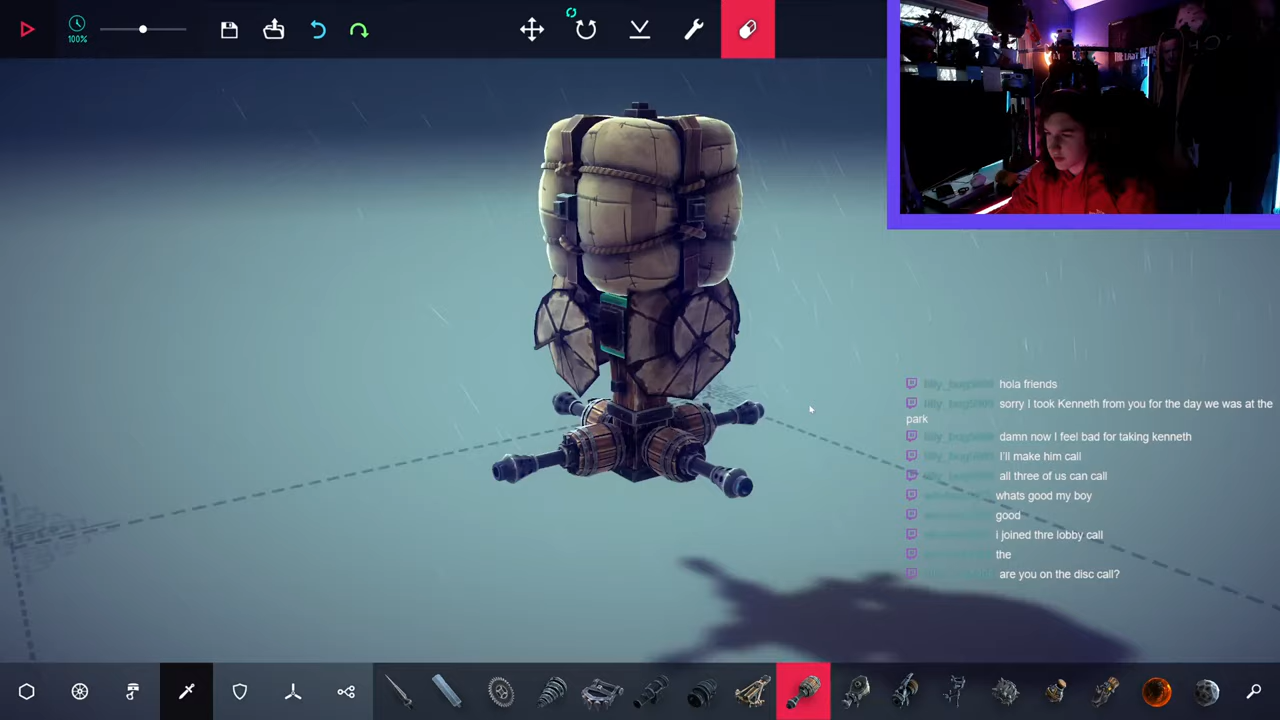 100%
hola friends
sorry I took Kenneth from you for the day we was at the
park
damn now I feel bad for taking kenneth
I'll make him call
all three of us can call
whats good my boy
good
i joined thre lobby call
the
are you on the disc call?